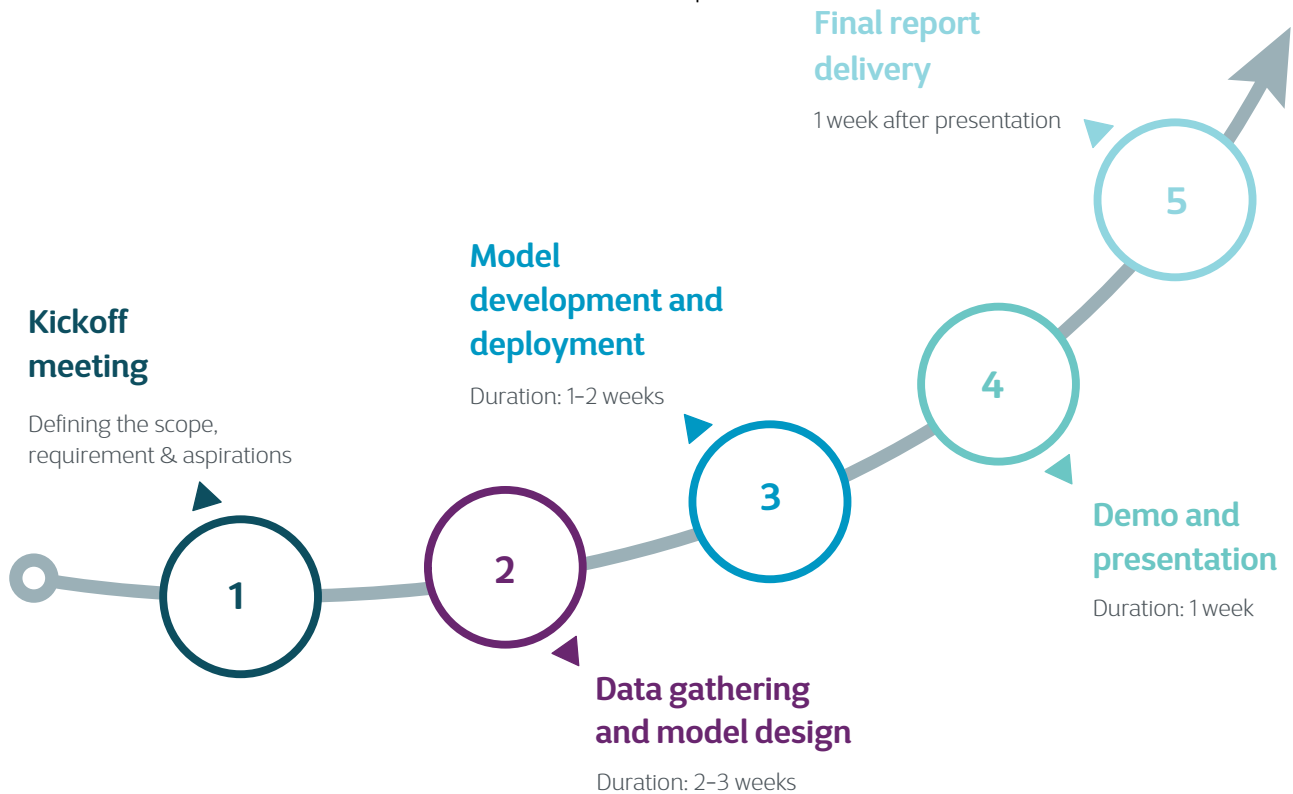 Kickoff
meeting
Defining the scope,
requirement & aspirations
1
2
Data gathering
and model design
Duration: 2-3 weeks
Model
development and
deployment
Duration: 1-2 weeks
3
4
Demo and
presentation
Duration: 1 week
Final report
delivery
1 week after presentation
5